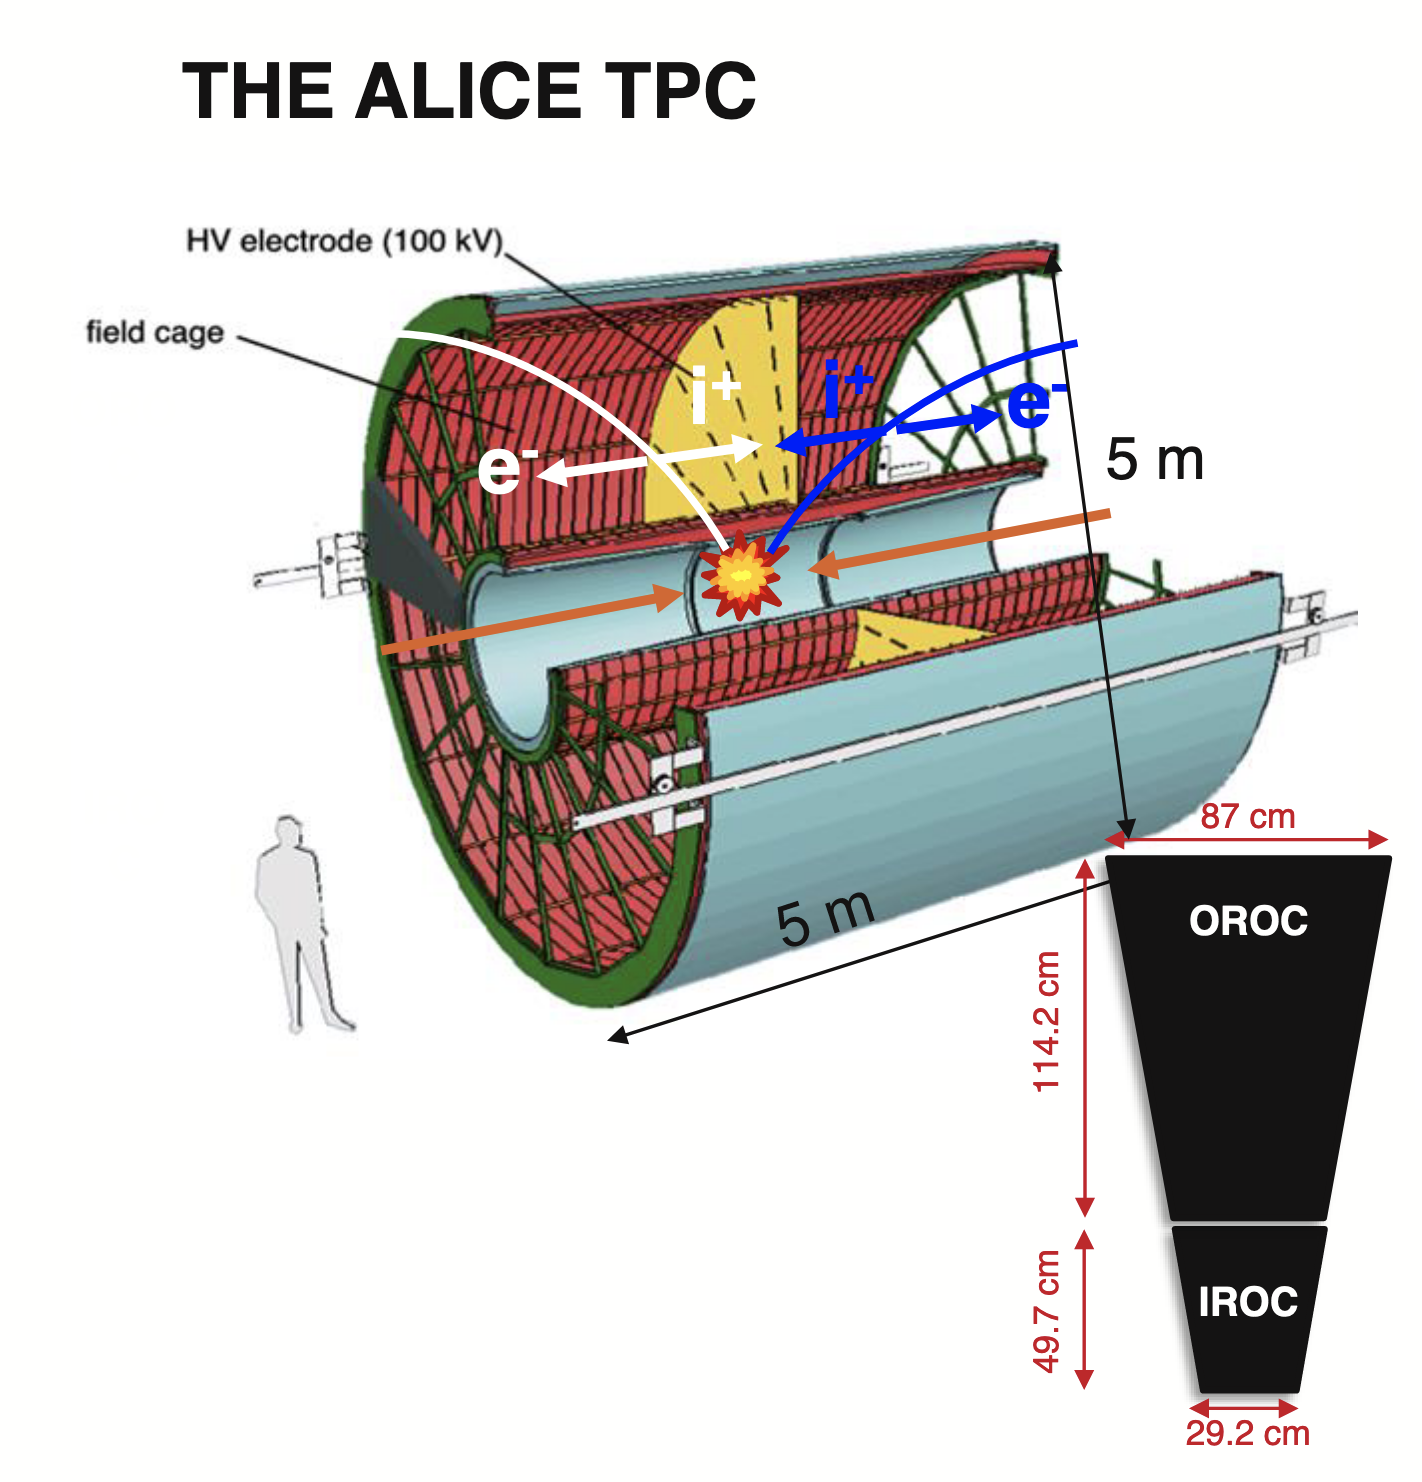 THE ALICE TPC
HV electrode (100 kV)
field cage
i+
i+
e-
e-
5 m
5 m
87 cm
OROC
114.2 cm
IROC
49.7 cm
29.2 cm